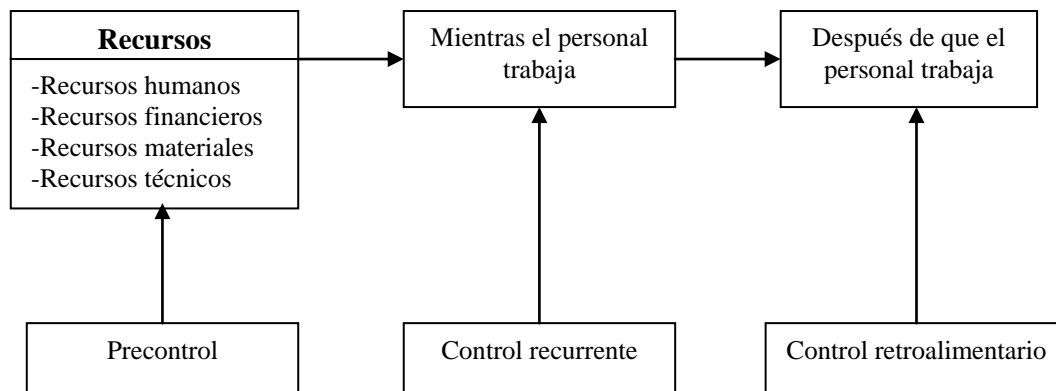 Recursos
-Recursos humanos
-Recursos financieros
-Recursos materiales
-Recursos técnicos
Mientras el personal
trabaja
Después de que el
personal trabaja
Precontrol
Control recurrente
Control retroalimentario